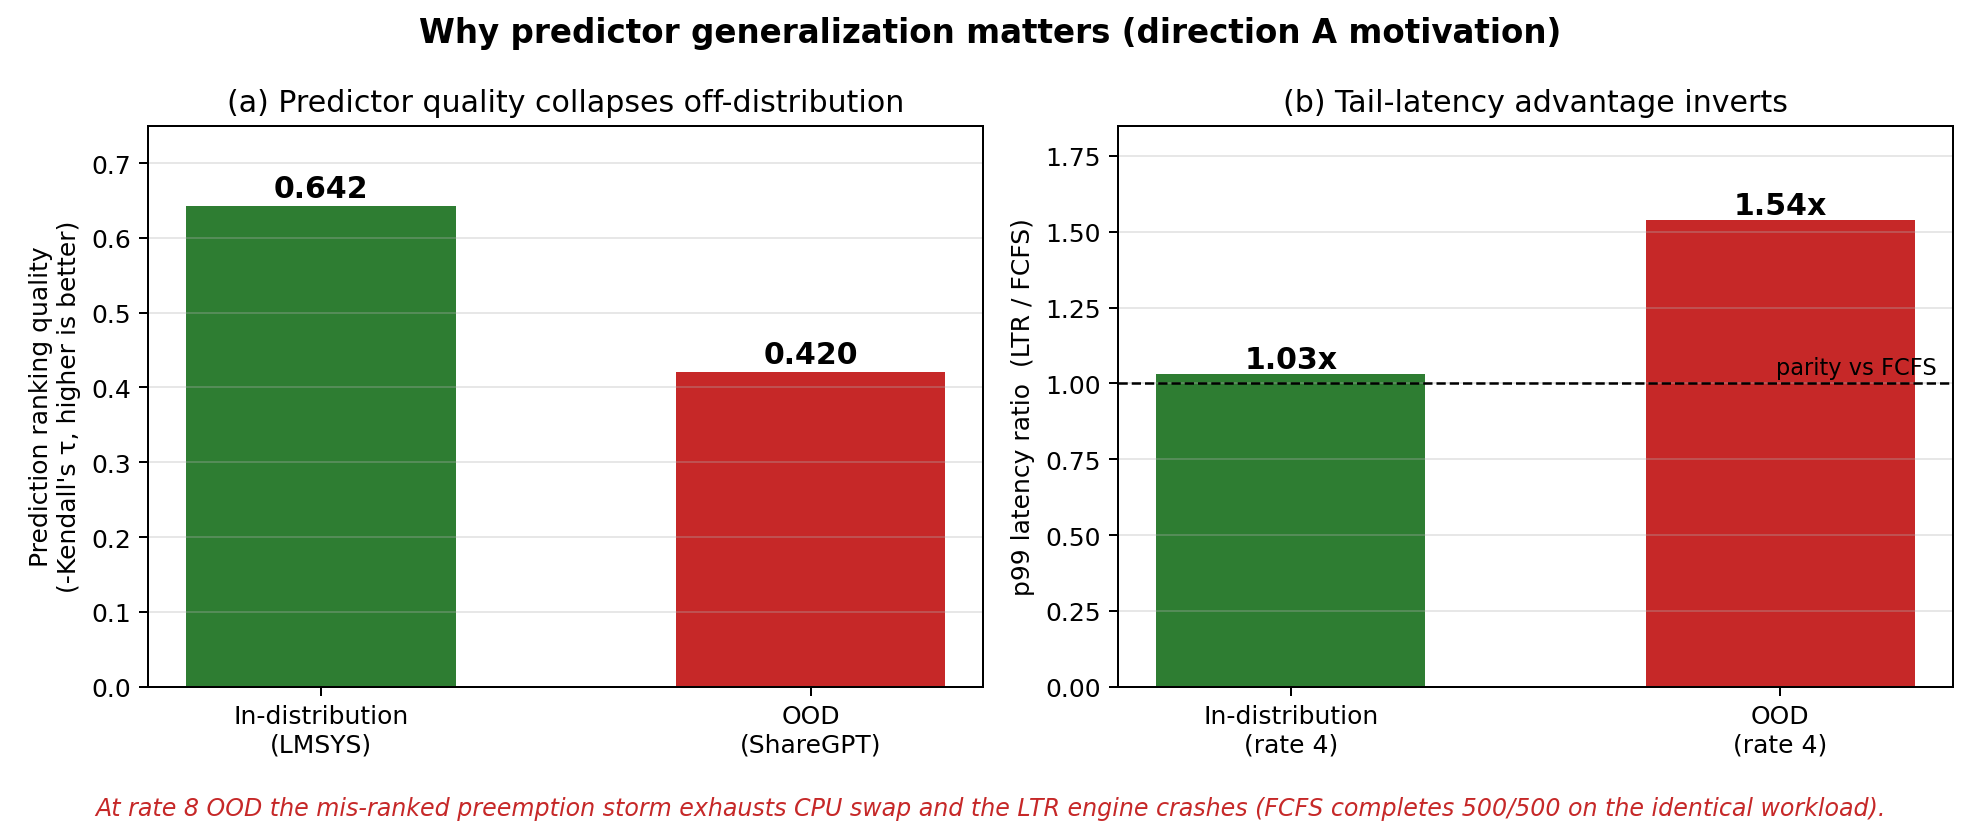 Why predictor generalization matters (direction A motivation)
(a) Predictor quality collapses off-distribution
Prediction ranking quality
(-Kendall's τ, higher is better)
0.7
0.6
0.5
0.4
0.3
0.2
0.1
0.0
0.642
0.420
In-distribution
(LMSYS)
OOD
(ShareGPT)
(b) Tail-latency advantage inverts
p99 latency ratio (LTR / FCFS)
1.75
1.50
1.25
1.00
0.75
0.50
0.25
0.00
1.03x
1.54x
parity vs FCFS
In-distribution
(rate 4)
OOD
(rate 4)
At rate 8 OOD the mis-ranked preemption storm exhausts CPU swap and the LTR engine crashes (FCFS completes 500/500 on the identical workload).